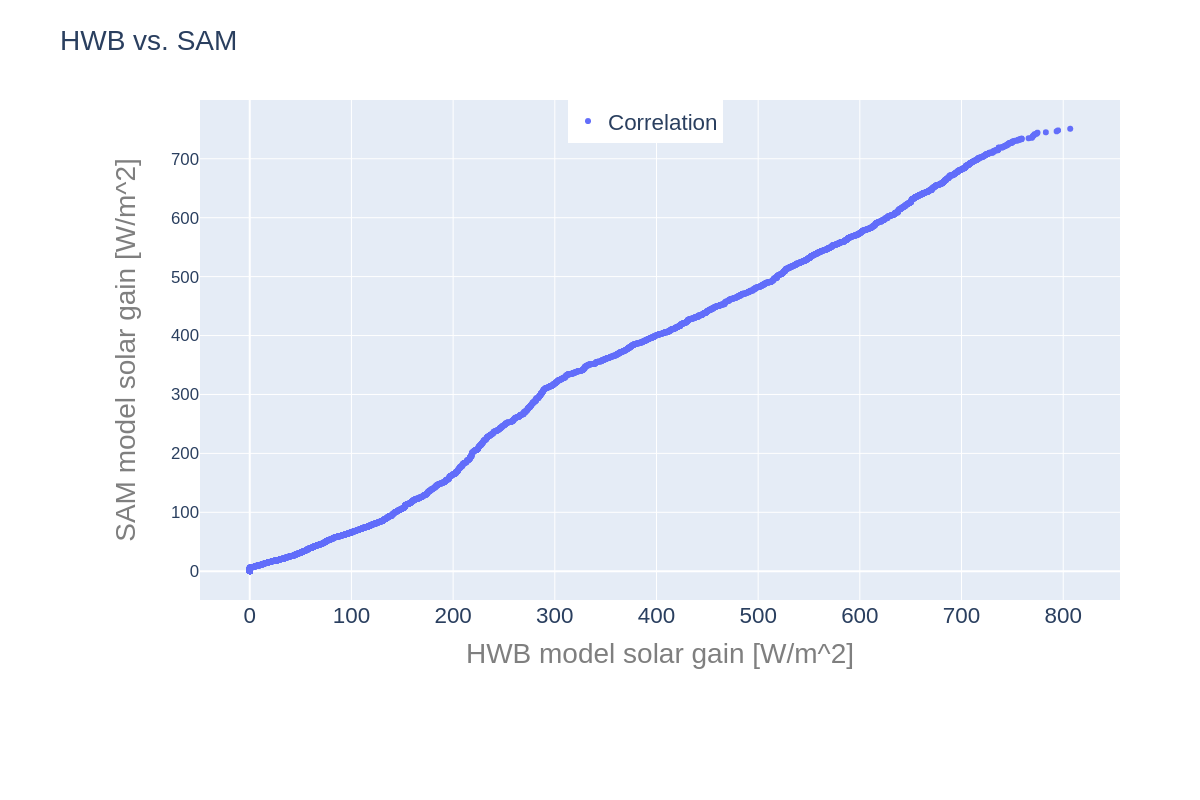 HWB vs. SAM
Correlation
SAM model solar gain [W/m^2]
700
600
500
400
300
200
100
0
0 100 200 300 400 500 600 700 800
HWB model solar gain [W/m^2]